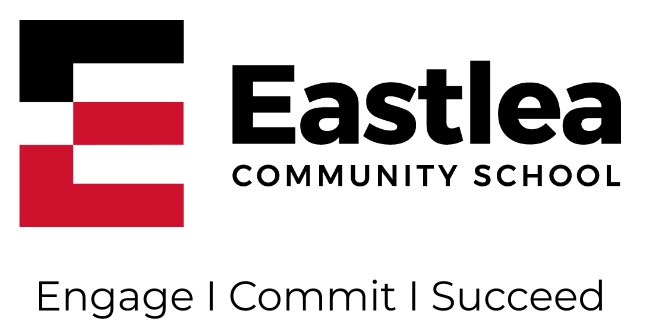 Eastlea
COMMUNITY SCHOOL
Engage | Commit | Succeed